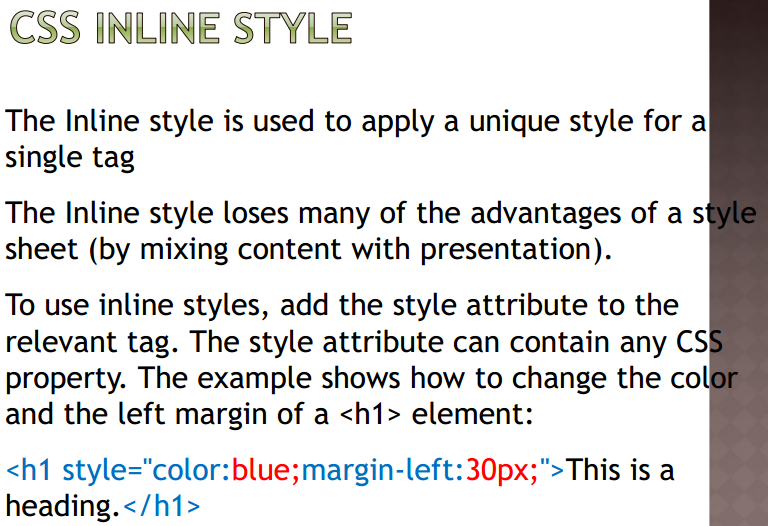 CSS INLINE STYLE
The Inline style is used to apply a unique style for a
single tag
The Inline style loses many of the advantages of a style
sheet (by mixing content with presentation).
To use inline styles, add the style attribute to the
relevant tag. The style attribute can contain any CSS
property. The example shows how to change the color
and the left margin of a <h1> element:
<h1 style="color:blue;margin-left:30px;">This is a
heading.</h1>